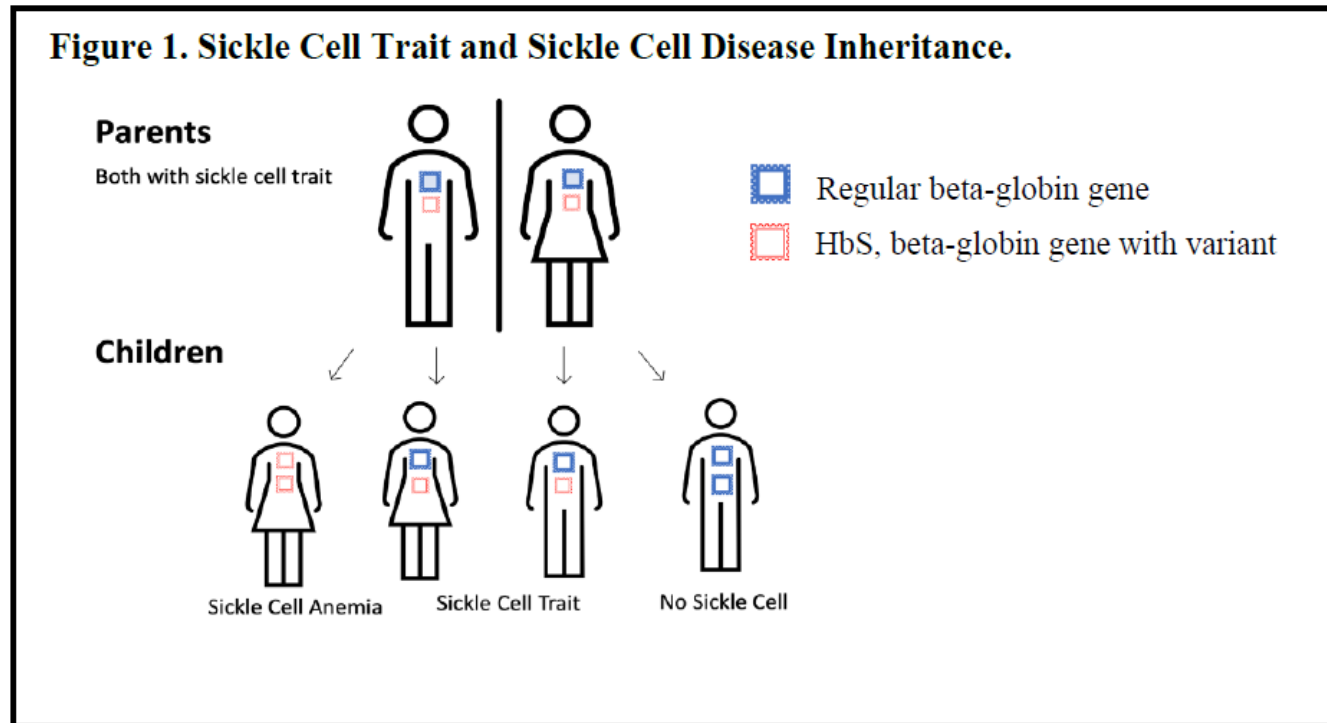 Figure 1. Sickle Cell Trait and Sickle Cell Disease Inheritance.
Parents
Both with sickle cell trait
Regular beta-globin gene
HbS, beta-globin gene with variant
Children
Sickle Cell Anemia
Sickle Cell Trait
No Sickle Cell